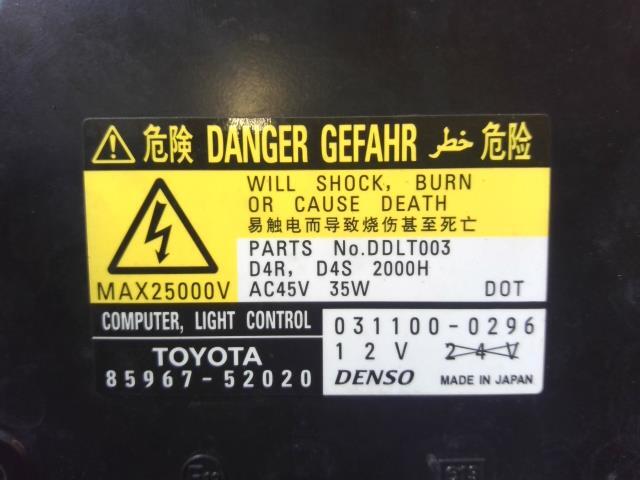 危険 DANGER GEFAHR خطر 危险
WILL SHOCK, BURN
OR CAUSE DEATH
易触电而导致烧伤甚至死亡
MAX25000V
PARTS No.DDLT003
D4R, D4S 2000H
AC45V 35W DOT
COMPUTER, LIGHT CONTROL
TOYOTA
85967-52020
031100-0296
12V 24V
DENSO MADE IN JAPAN